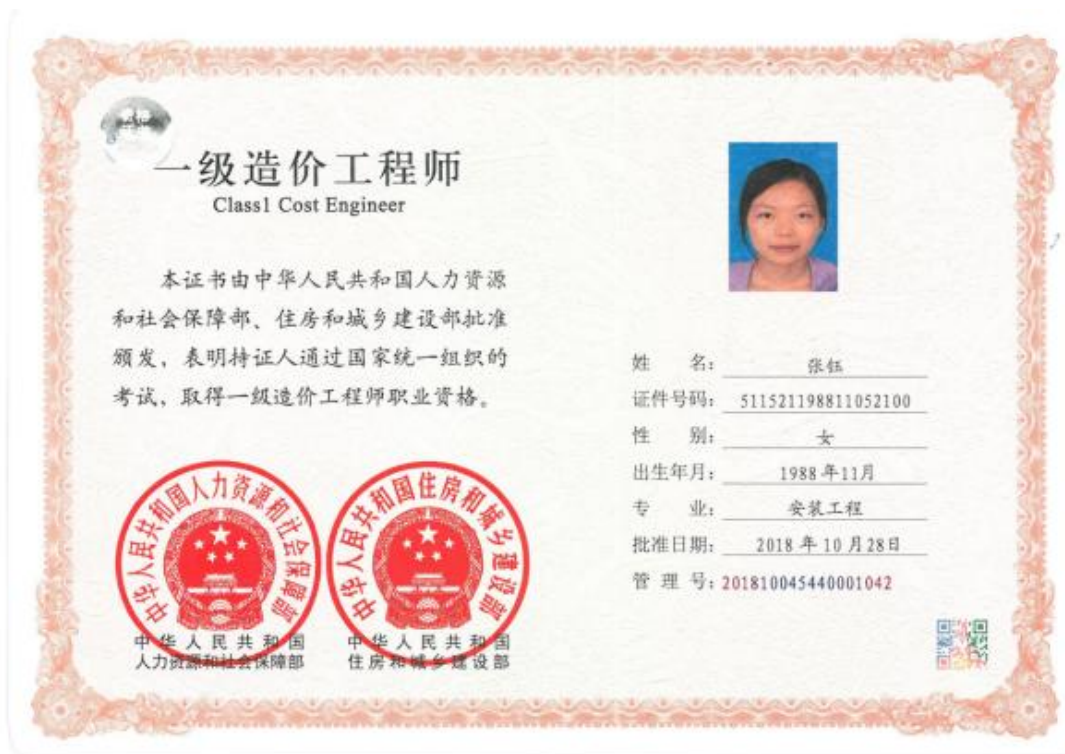 一级造价工程师
Class1 Cost Engineer
本证书由中华人民共和国人力资源
和社会保障部、住房和城乡建设部批准
颁发，表明持证人通过国家统一组织的
考试，取得一级造价工程师职业资格。
中华人民共和国人力资源和社会保障部
中华人民共和国住房和城乡建设部
中华人民共和国
人力资源和社会保障部
中华人民共和国
住房和城乡建设部
姓名：张钰
证件号码：511521198811052100
性别：女
出生年月：1988年11月
专业：安装工程
批准日期：2018年10月28日
管理号：201810045440001042